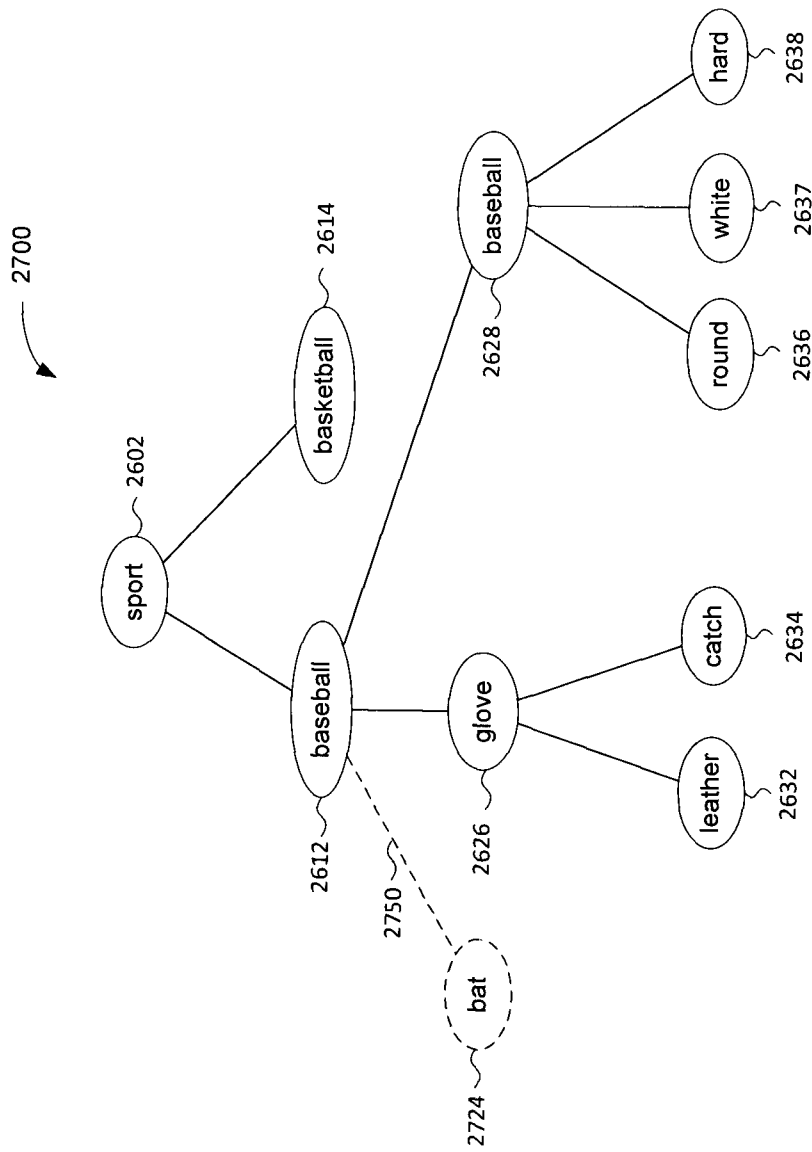 2700
sport
2602
baseball
2612
basketball
2614
2750
bat
2724
glove
2626
baseball
2628
leather
2632
catch
2634
round
2636
white
2637
hard
2638